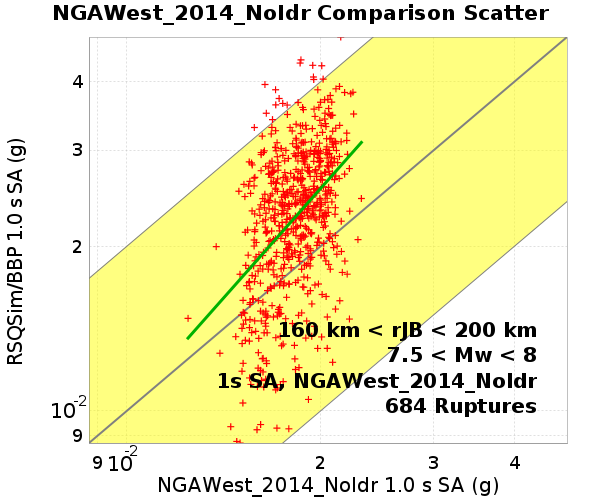 NGAWest_2014_NoIdr Comparison Scatter
RSQSim/BBP 1.0 s SA (g)
4
3
2
10-2
9
160 km < rJB < 200 km
7.5 < Mw < 8
1s SA, NGAWest_2014_NoIdr
684 Ruptures
9 10-2 2 3 4
NGAWest_2014_NoIdr 1.0 s SA (g)